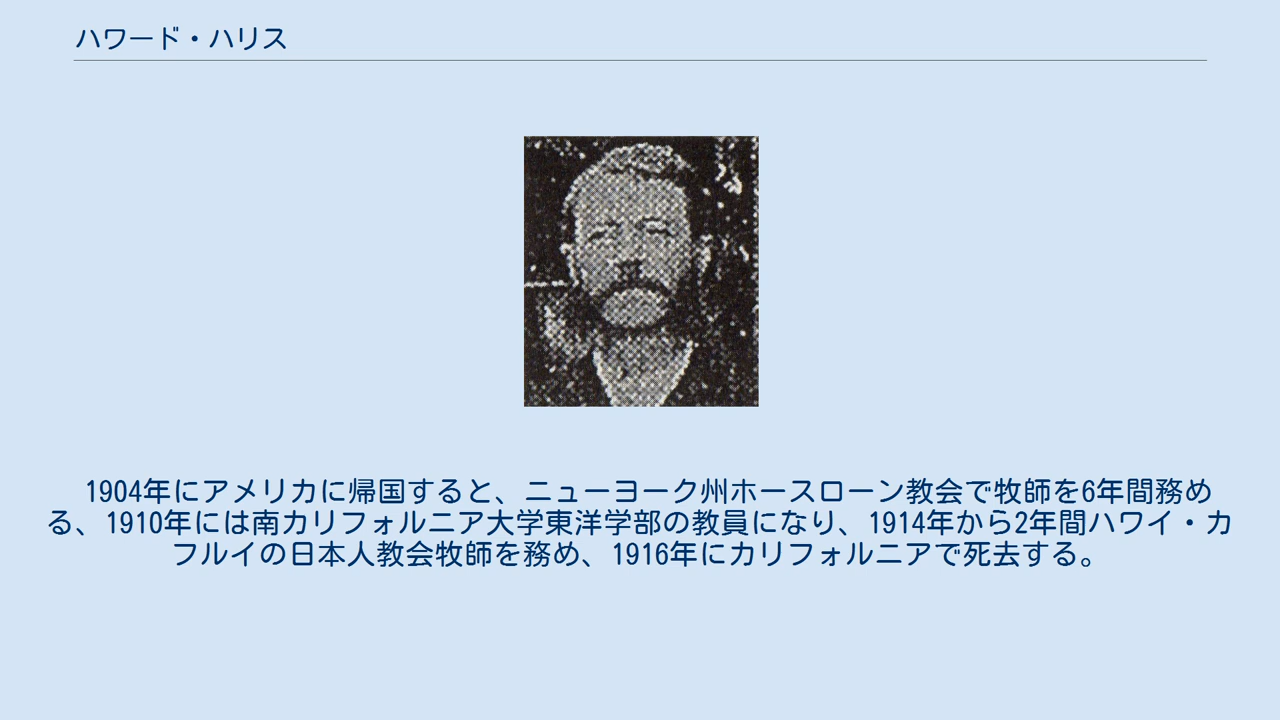 ハワード・ハリス
1904年にアメリカに帰国すると、ニューヨーク州ホースローン教会で牧師を6年間務め
る、1910年には南カリフォルニア大学東洋学部の教員になり、1914年から2年間ハワイ・カ
フルイの日本人教会牧師を務め、1916年にカリフォルニアで死去する。